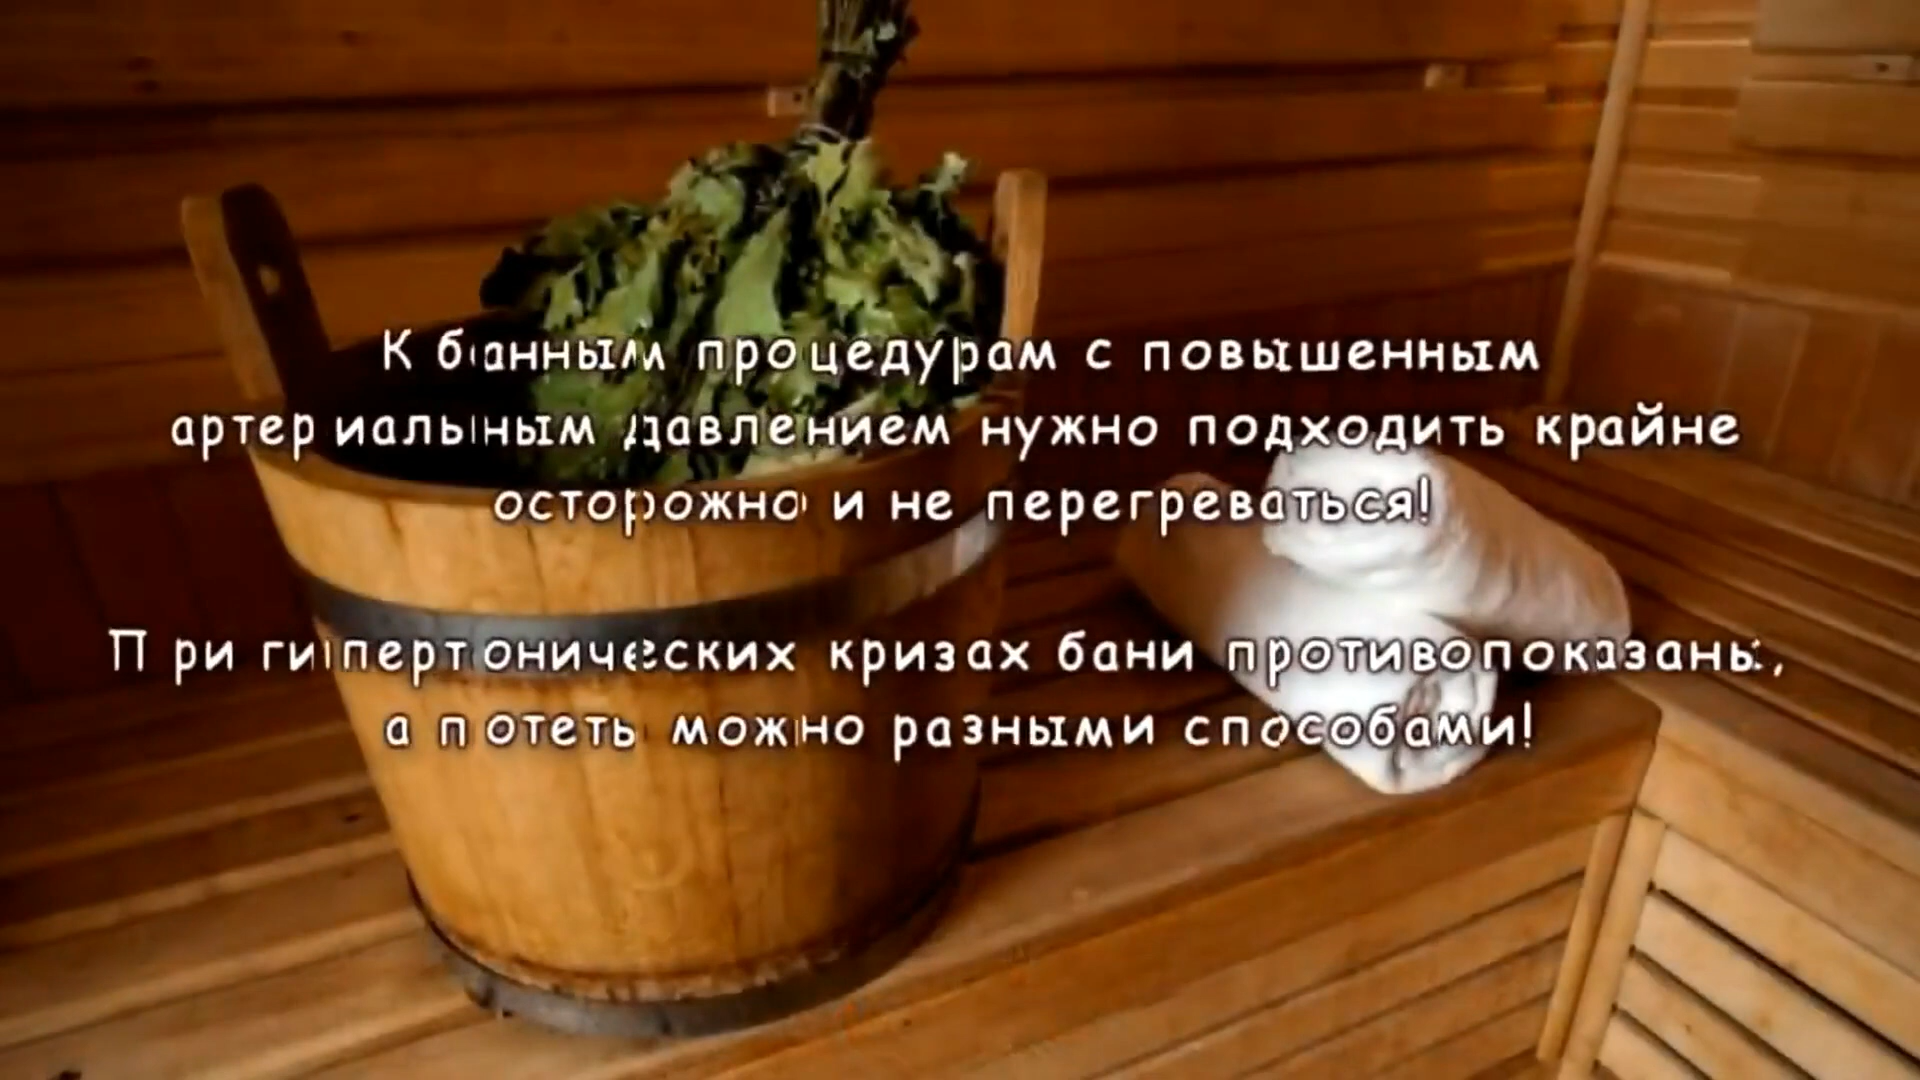 К банным процедурам с повышенным
артериальным давлением нужно подходить крайне
осторожно и не перегреваться!
При гипертонических кризах бани противопоказаны,
а потеть можно разными способами!